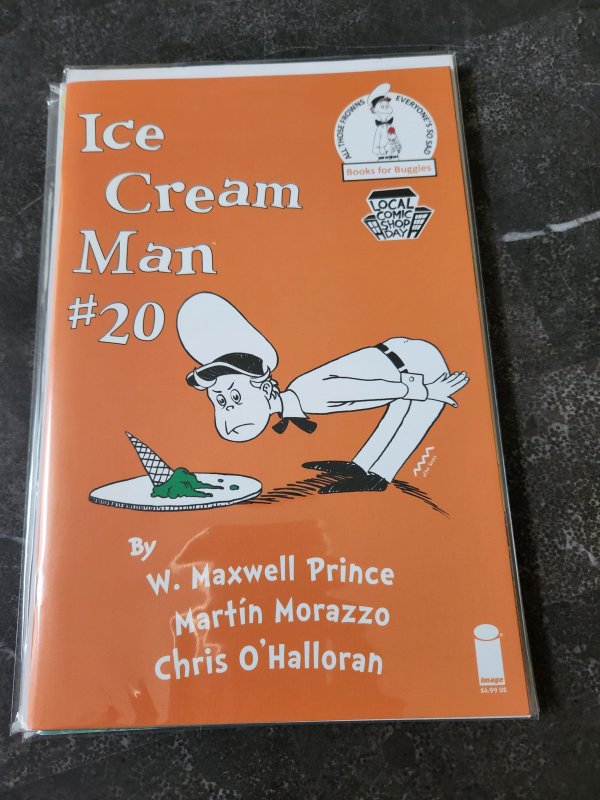 Ice
Cream
Man
#20
ALL THOSE FROWNS EVERYONE'S SO SAD
Books for Buggies
LOCAL
COMIC
SHOP
DAY
By
W. Maxwell Prince
Martín Morazzo
Chris O'Halloran
image
$4.99 US